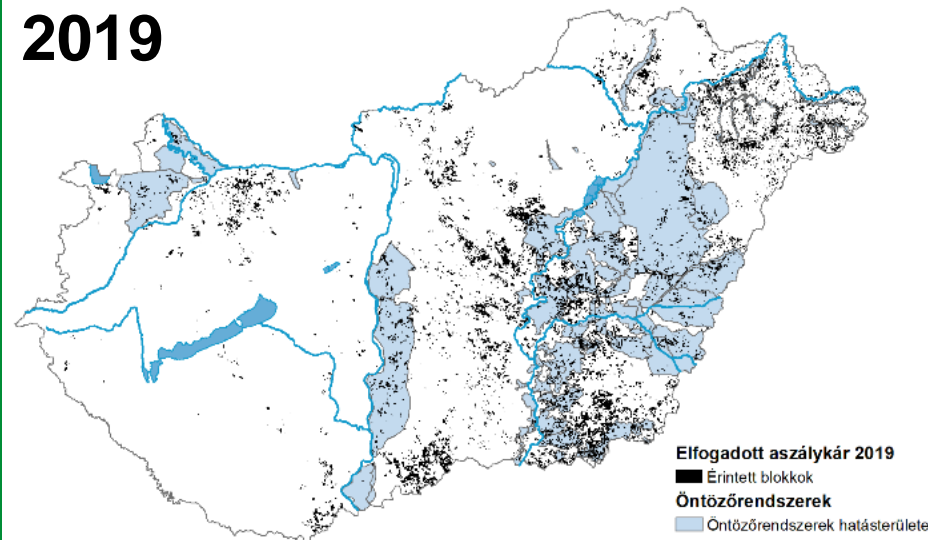 2019
Elfogadott aszálykár 2019
Érintett blokkok
Öntözőrendszerek
Öntözőrendszerek hatásterülete